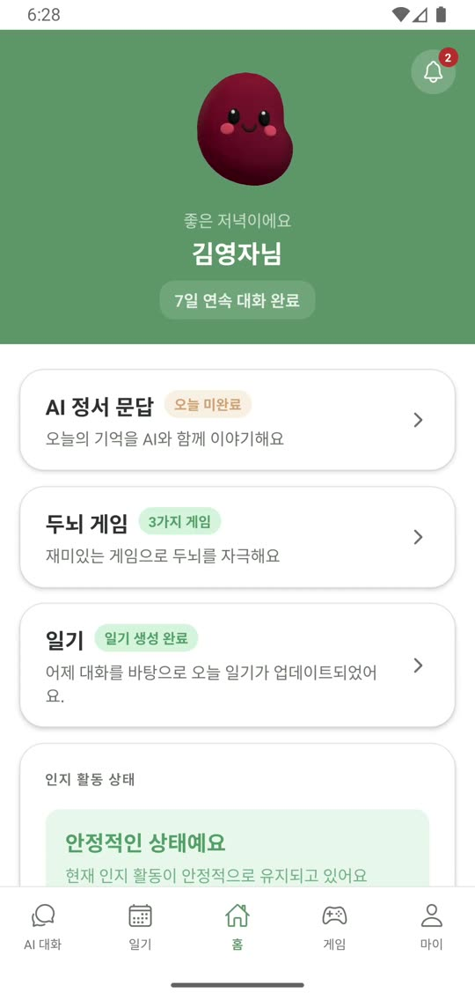 6:28
2
좋은 저녁이에요
김영자님
7일 연속 대화 완료
AI 정서 문답 오늘 미완료
오늘의 기억을 AI와 함께 이야기해요
두뇌 게임 3가지 게임
재미있는 게임으로 두뇌를 자극해요
일기 일기 생성 완료
어제 대화를 바탕으로 오늘 일기가 업데이트되었어
요.
인지 활동 상태
안정적인 상태예요
현재 인지 활동이 안정적으로 유지되고 있어요
AI 대화 일기 홈 게임 마이